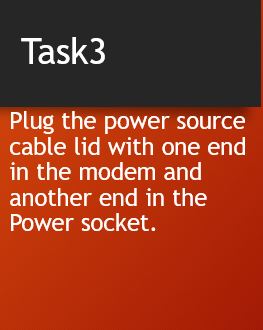 Task3
Plug the power source
cable lid with one end
in the modem and
another end in the
Power socket.